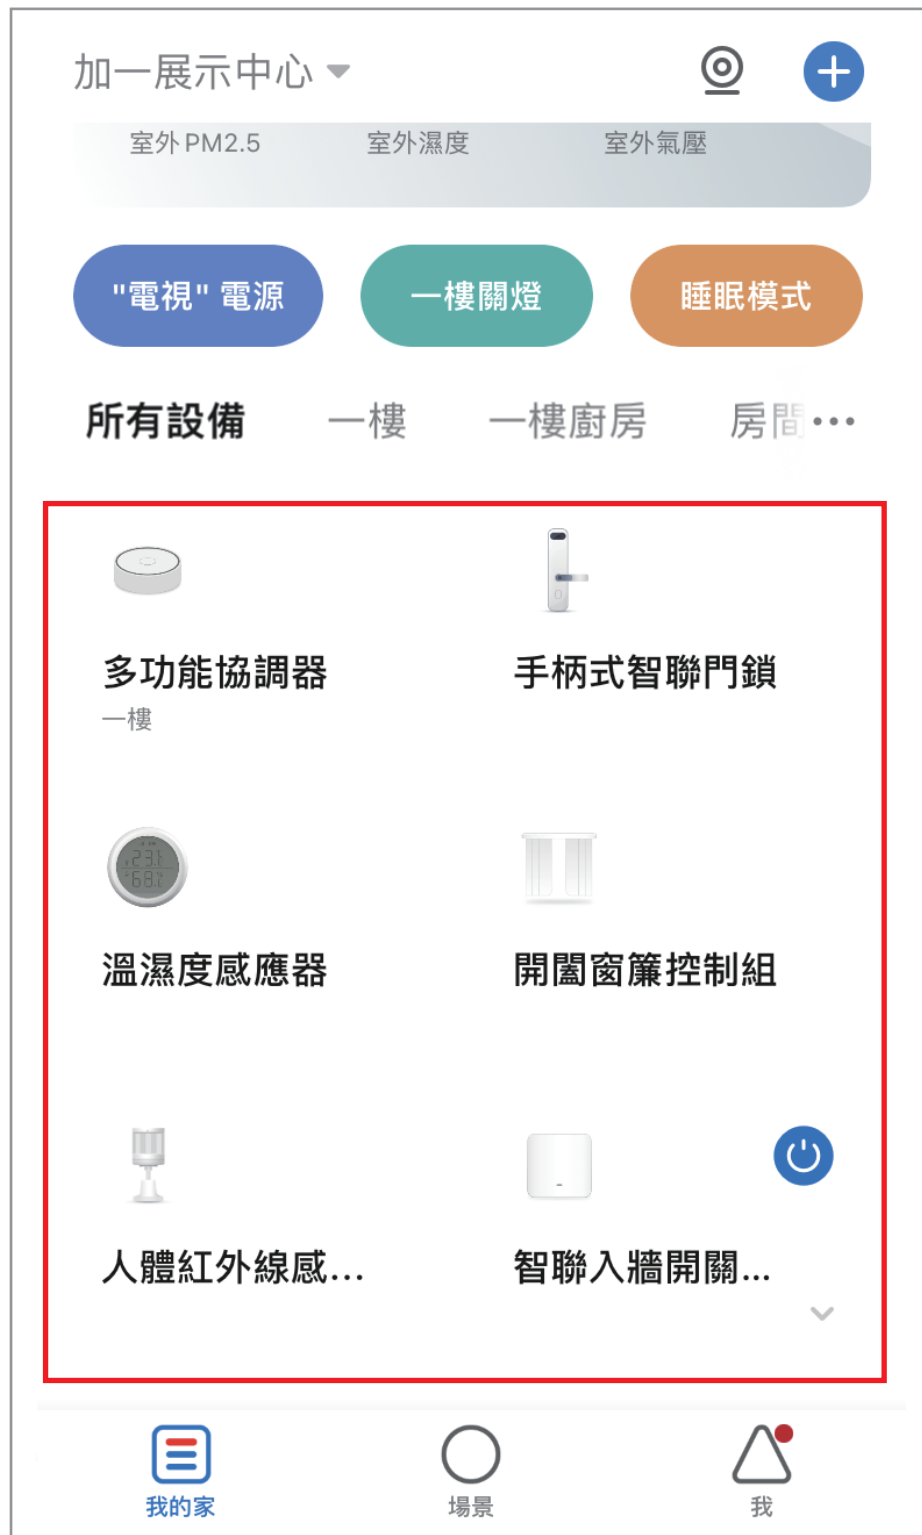 加一展示中心
室外 PM2.5 室外濕度 室外氣壓
"電視" 電源 一樓關燈 睡眠模式
所有設備 一樓 一樓廚房 房間...
多功能協調器 手柄式智聯門鎖
一樓
溫濕度感應器 開闔窗簾控制組
人體紅外線感... 智聯入牆開關...
我的家 場景 我